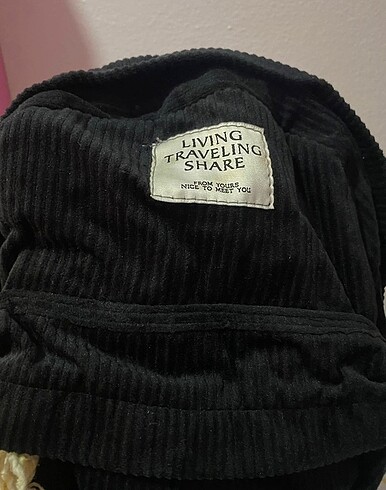 LIVING
TRAVELING
SHARE
FROM YOURS
NICE TO MEET YOU